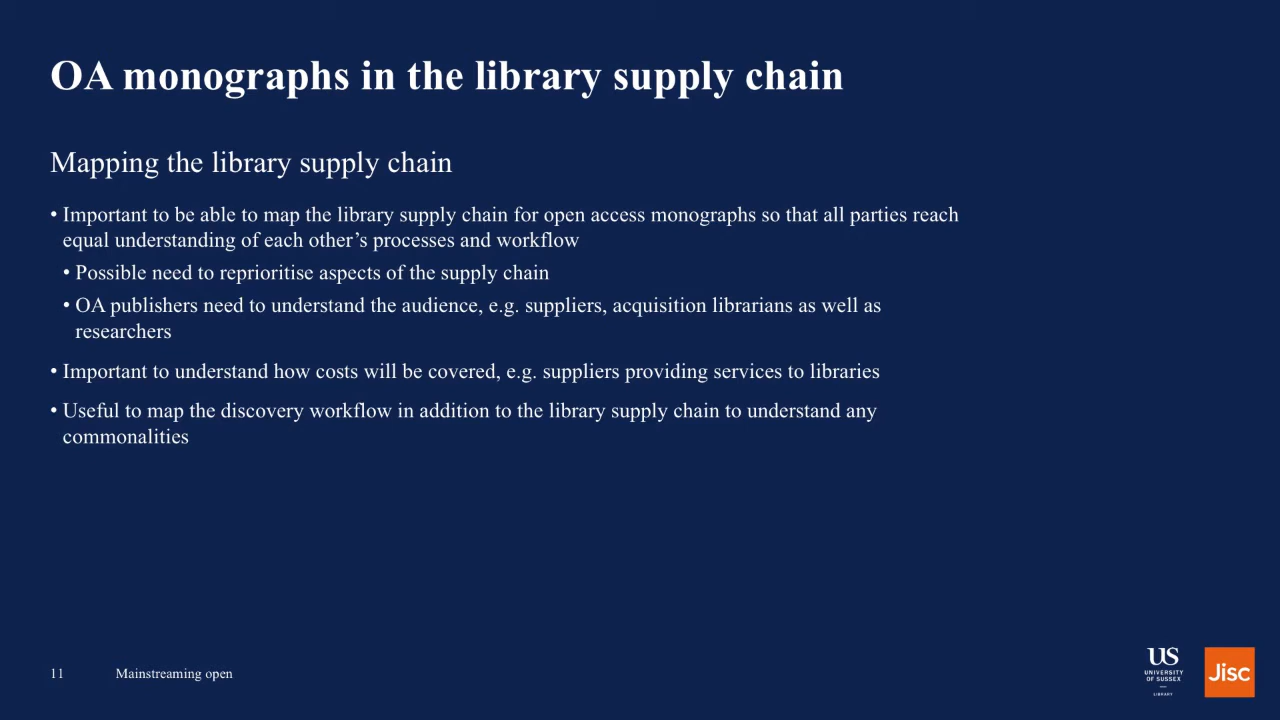 OA monographs in the library supply chain
Mapping the library supply chain
• Important to be able to map the library supply chain for open access monographs so that all parties reach
equal understanding of each other’s processes and workflow
• Possible need to reprioritise aspects of the supply chain
• OA publishers need to understand the audience, e.g. suppliers, acquisition librarians as well as
researchers
• Important to understand how costs will be covered, e.g. suppliers providing services to libraries
• Useful to map the discovery workflow in addition to the library supply chain to understand any
commonalities
11 Mainstreaming open
US
UNIVERSITY
OF SUSSEX
LIBRARY
Jisc